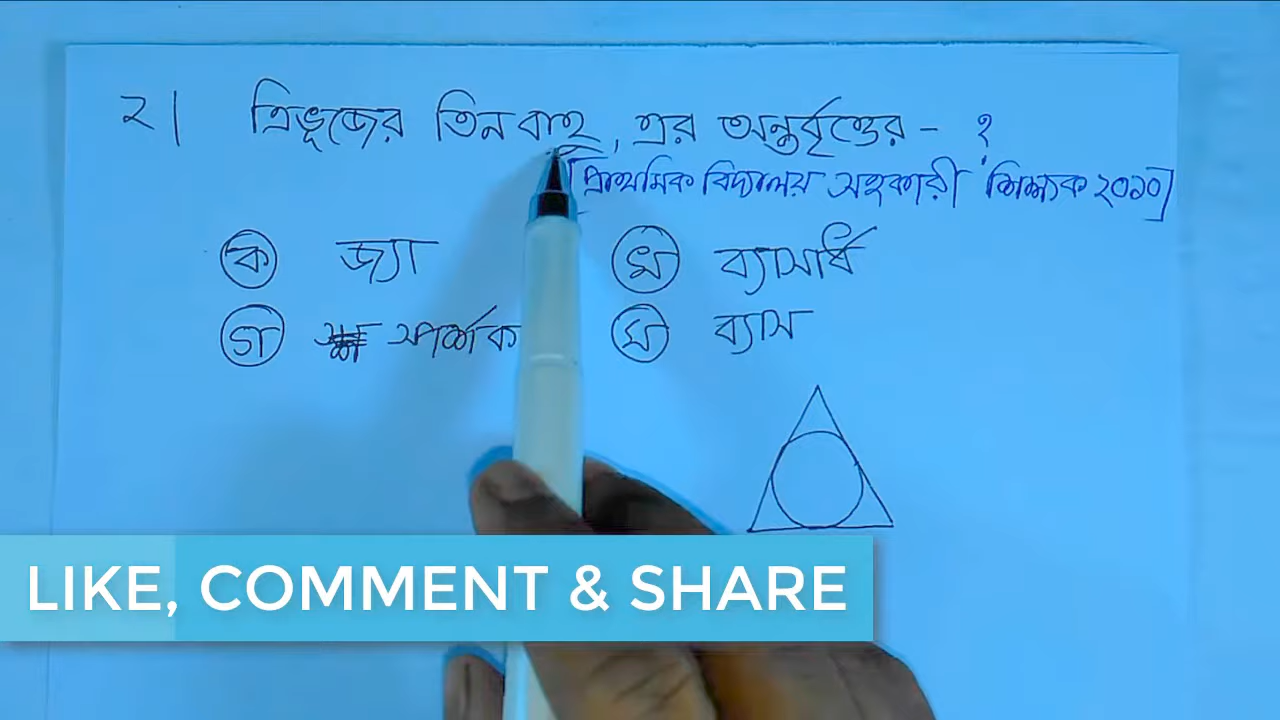 ২। ত্রিভূজের তিন বাহু, এর অন্তর্বৃত্তের - ?
[প্রাথমিক বিদ্যালয় সহকারী শিক্ষক ২০১০]
ক জ্যা খ ব্যাসার্ধ
গ স্পর্শক ঘ ব্যাস
LIKE, COMMENT & SHARE